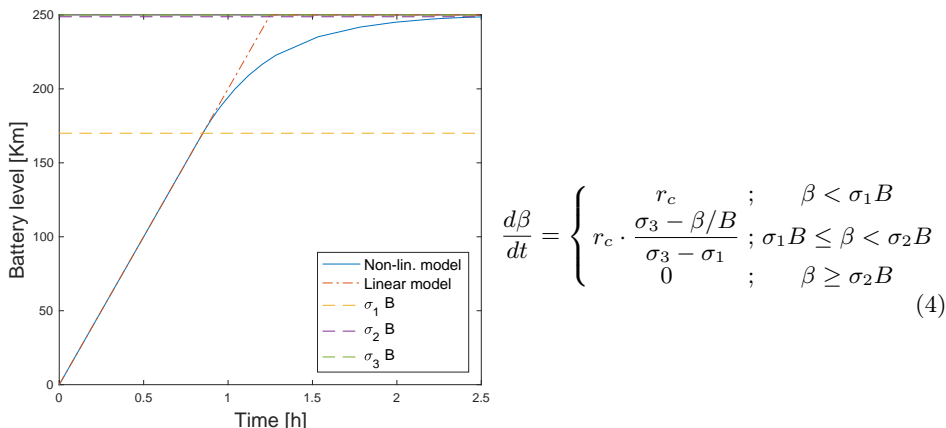 250
200
150
100
50
0
Battery level [Km]
0 0.5 1 1.5 2 2.5
Time [h]
Non-lin. model
Linear model
σ₁ B
σ₂ B
σ₃ B
dβ/dt = { r_c ; β < σ₁B
r_c · (σ₃ − β/B)/(σ₃ − σ₁) ; σ₁B ≤ β < σ₂B
0 ; β ≥ σ₂B
(4)